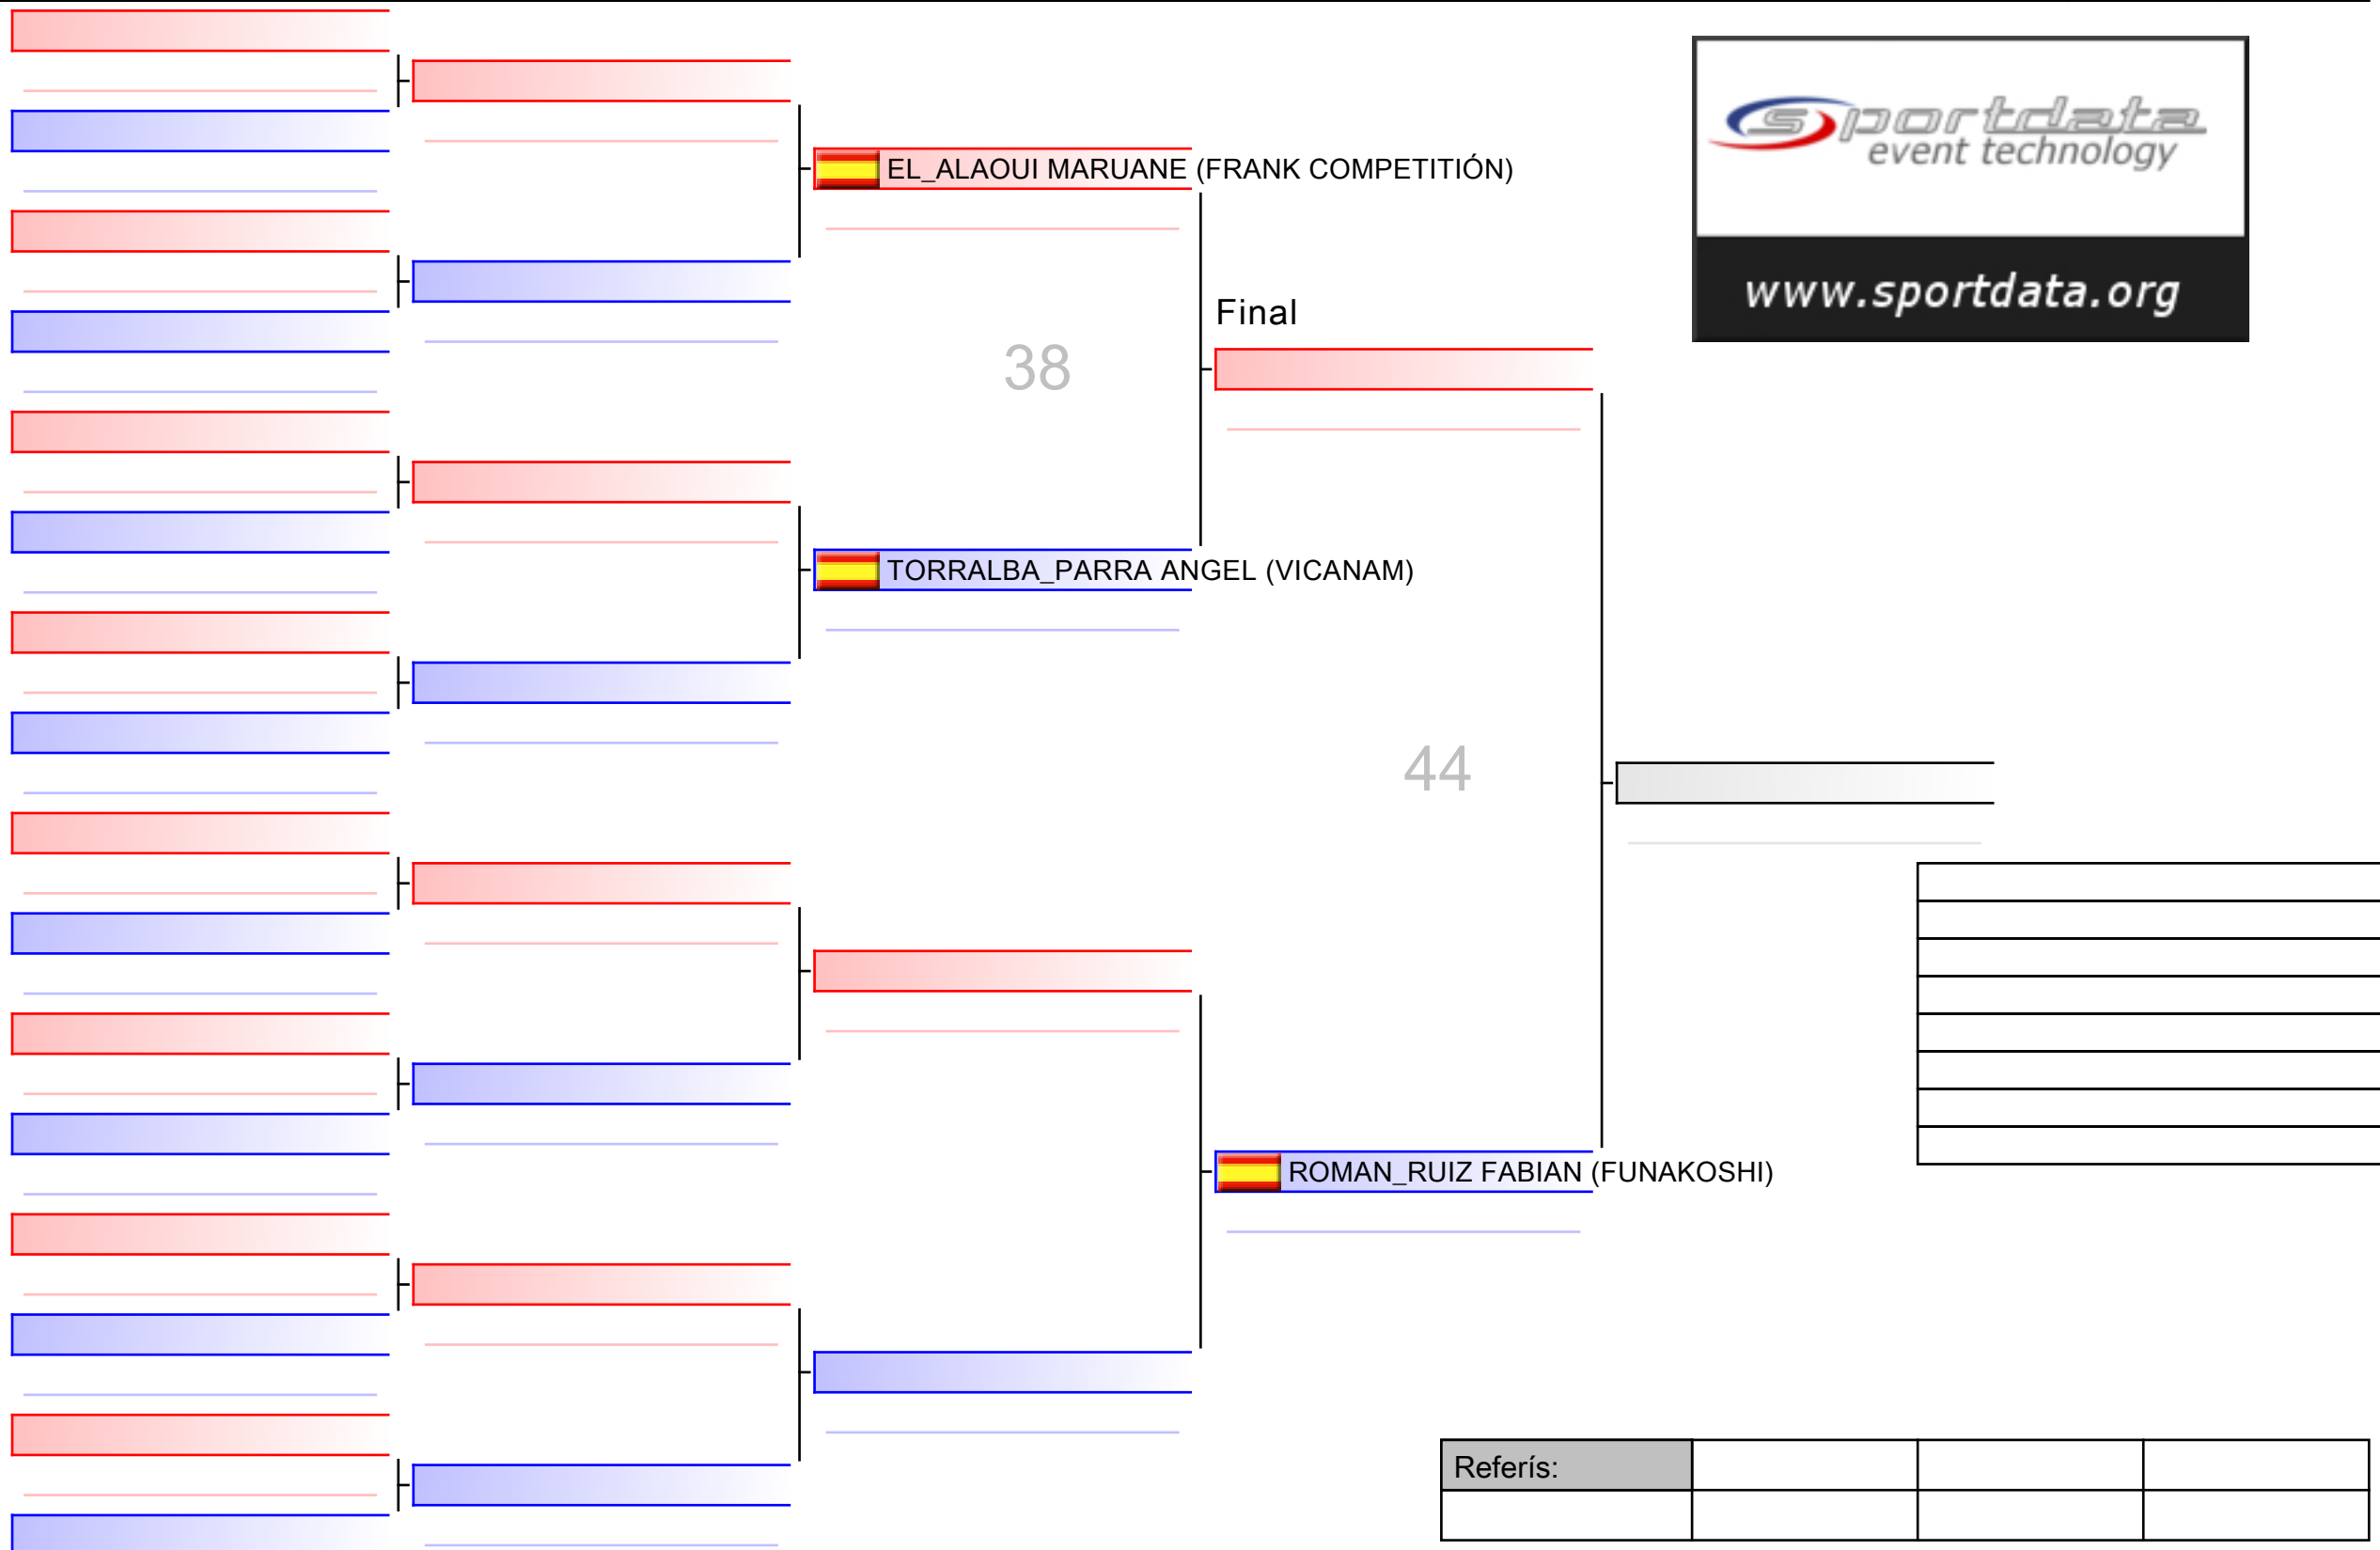 sportdata
event technology
www.sportdata.org
EL_ALAOUI MARUANE (FRANK COMPETITIÓN)
Final
38
TORRALBA_PARRA ANGEL (VICANAM)
44
ROMAN_RUIZ FABIAN (FUNAKOSHI)
Referís: